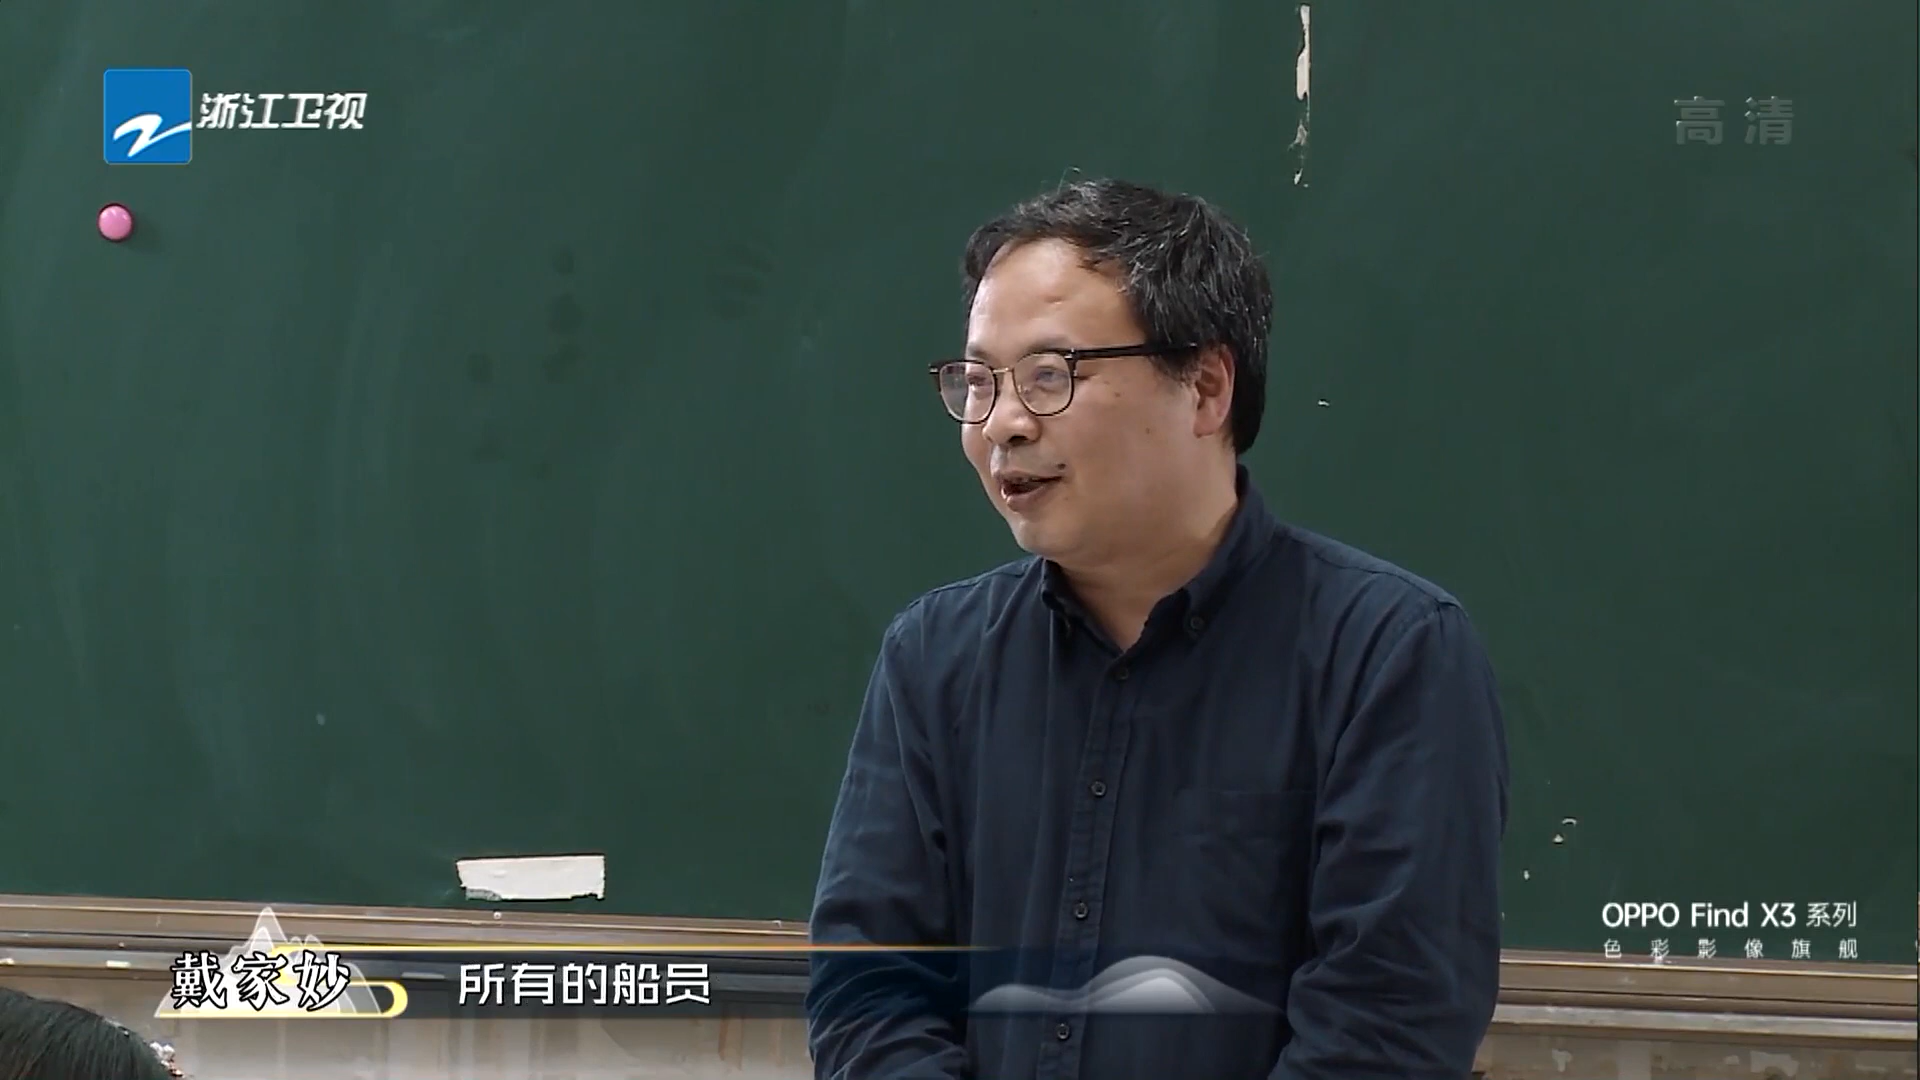 浙江卫视
高清
OPPO Find X3 系列
色彩影像旗舰
戴家妙
所有的船员